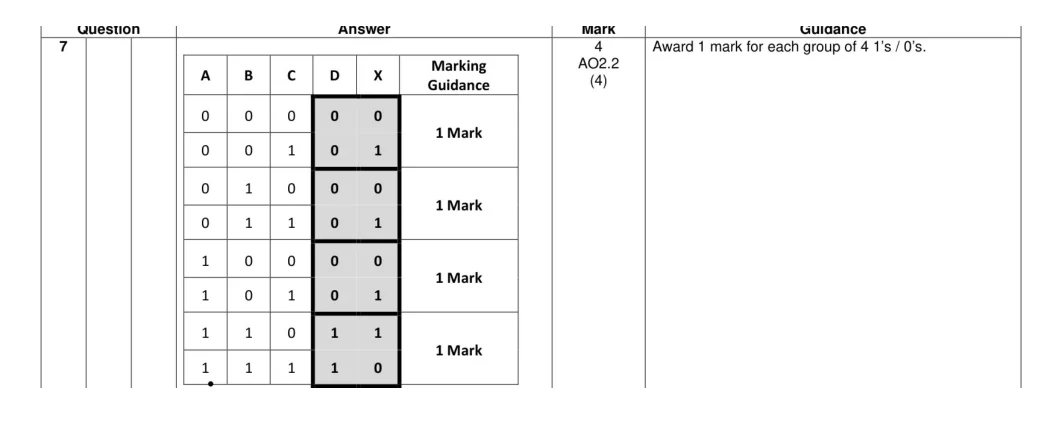 Question Answer Mark Guidance
7 4 Award 1 mark for each group of 4 1's / 0's.
AO2.2
(4)
A B C D X Marking Guidance
0 0 0 0 0 1 Mark
0 0 1 0 1
0 1 0 0 0 1 Mark
0 1 1 0 1
1 0 0 0 0 1 Mark
1 0 1 0 1
1 1 0 1 1 1 Mark
1 1 1 1 0